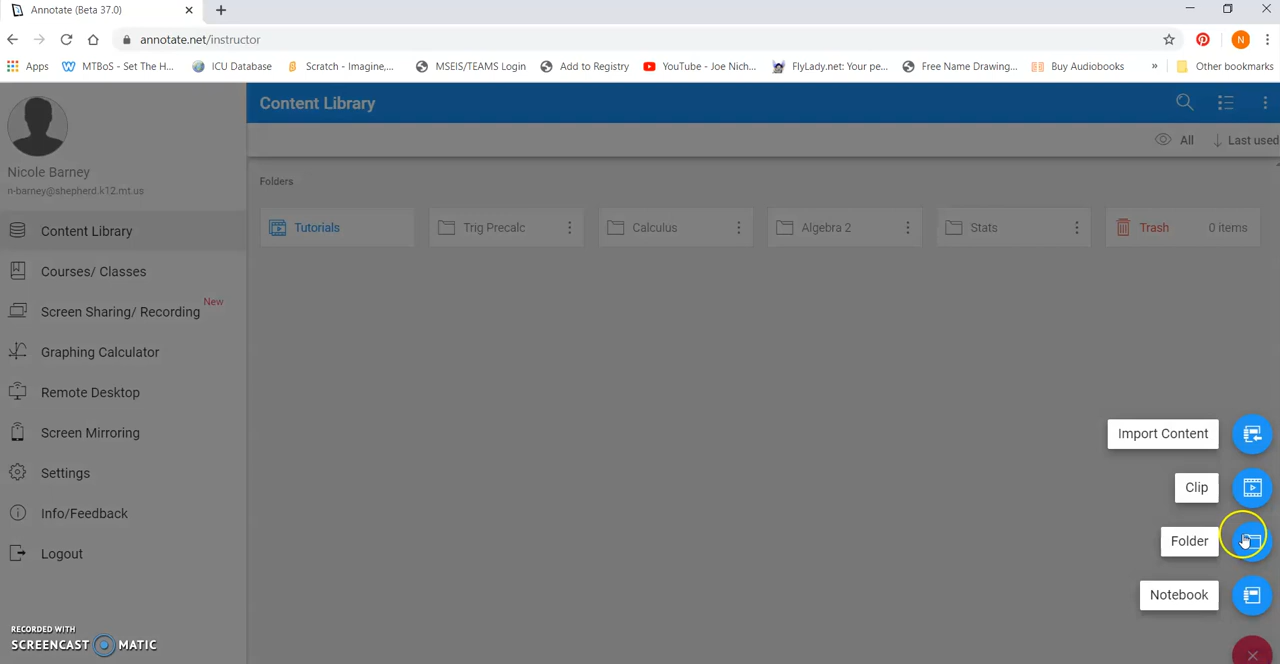 Annotate (Beta 37.0)
annotate.net/instructor
N
Apps MTBoS - Set The H... ICU Database Scratch - Imagine,... MSEIS/TEAMS Login Add to Registry YouTube - Joe Nich... FlyLady.net: Your pe... Free Name Drawing,... Buy Audiobooks » Other bookmarks
Content Library
All Last used
Nicole Barney
n-barney@shepherd.k12.mt.us
Folders
Tutorials Trig Precalc Calculus Algebra 2 Stats Trash 0 items
Content Library
Courses/ Classes
Screen Sharing/ Recording New
Graphing Calculator
Remote Desktop
Screen Mirroring
Settings
Info/Feedback
Logout
Import Content
Clip
Folder
Notebook
RECORDED WITH
SCREENCAST MATIC